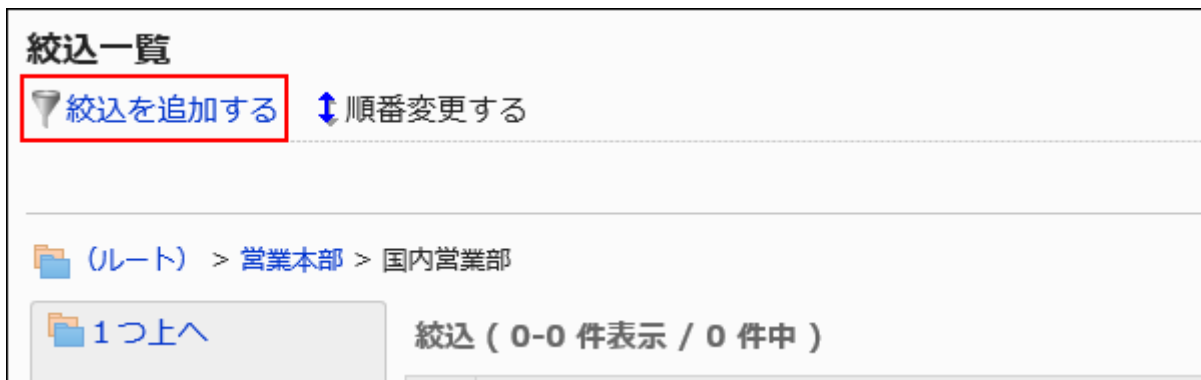 絞込一覧
絞込を追加する 順番変更する
(ルート) > 営業本部 > 国内営業部
1つ上へ
絞込 ( 0-0 件表示 / 0 件中 )